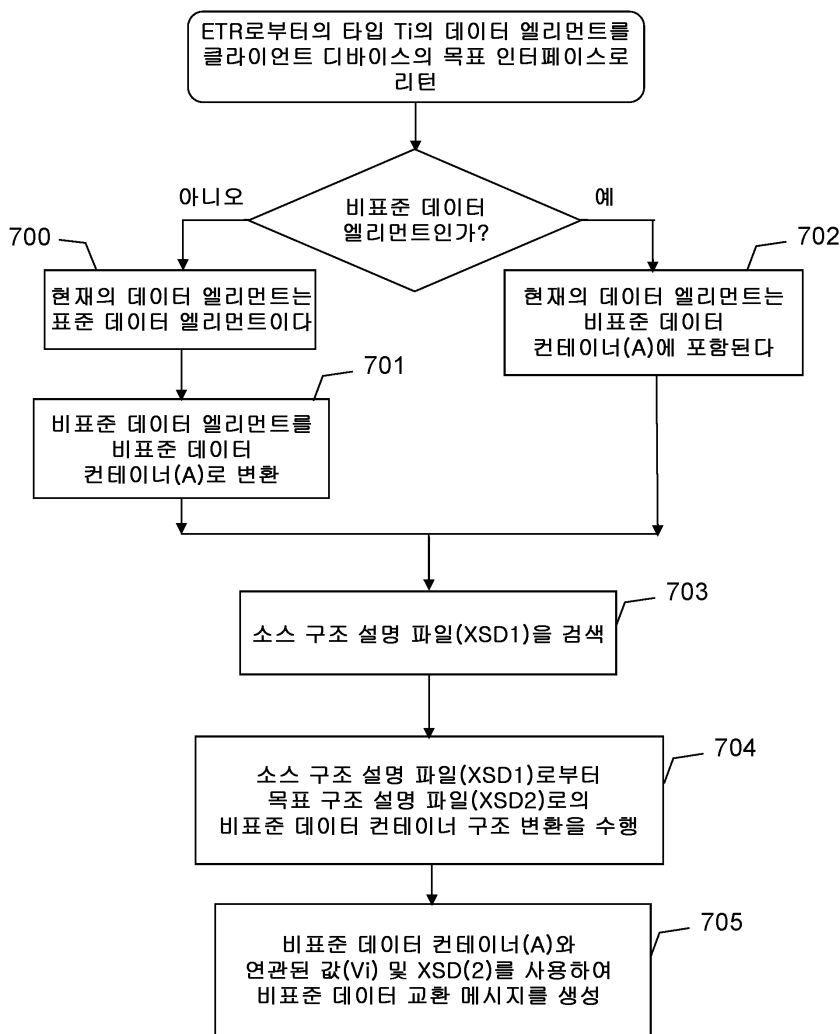 ETR로부터의 타입 Ti의 데이터 엘리먼트를
클라이언트 디바이스의 목표 인터페이스로
리턴
비표준 데이터
엘리먼트인가?
아니오
예
700
현재의 데이터 엘리먼트는
표준 데이터 엘리먼트이다
702
현재의 데이터 엘리먼트는
비표준 데이터
컨테이너(A)에 포함된다
701
비표준 데이터 엘리먼트를
비표준 데이터
컨테이너(A)로 변환
703
소스 구조 설명 파일(XSD1)을 검색
704
소스 구조 설명 파일(XSD1)로부터
목표 구조 설명 파일(XSD2)로의
비표준 데이터 컨테이너 구조 변환을 수행
705
비표준 데이터 컨테이너(A)와
연관된 값(Vi) 및 XSD(2)를 사용하여
비표준 데이터 교환 메시지를 생성